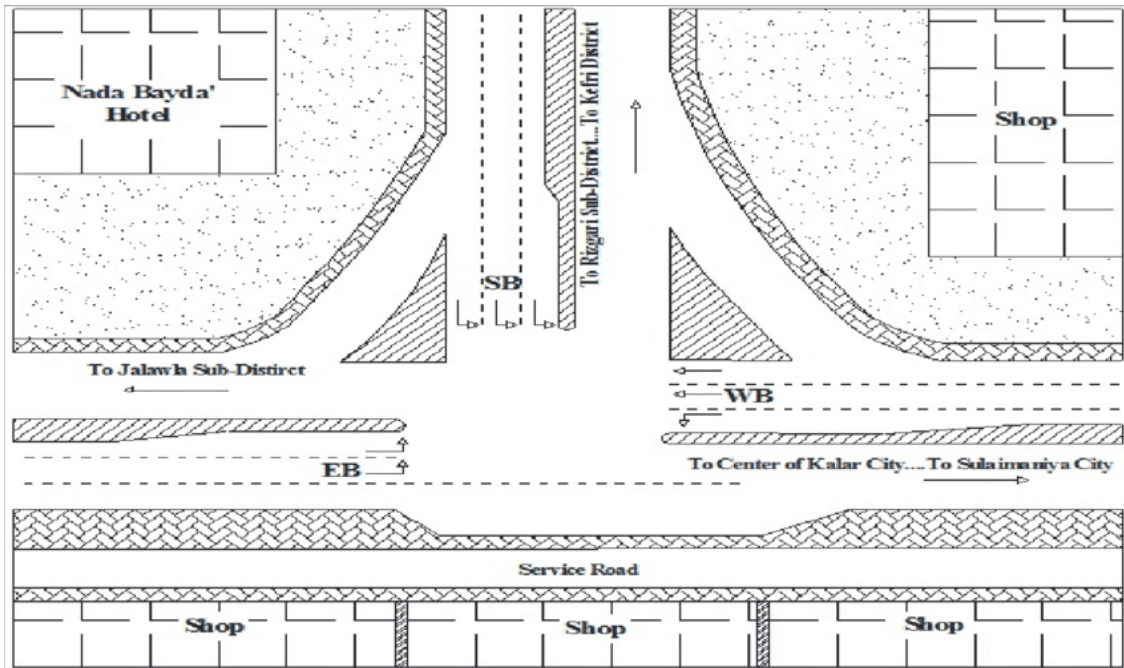 Nada Bayda'
Hotel
To Rizgari Sub-District.... To Kefri District
Shop
SB
To Jalawla Sub-Distirct
WB
EB
To Center of Kalar City.... To Sulaimaniya City
Service Road
Shop
Shop
Shop